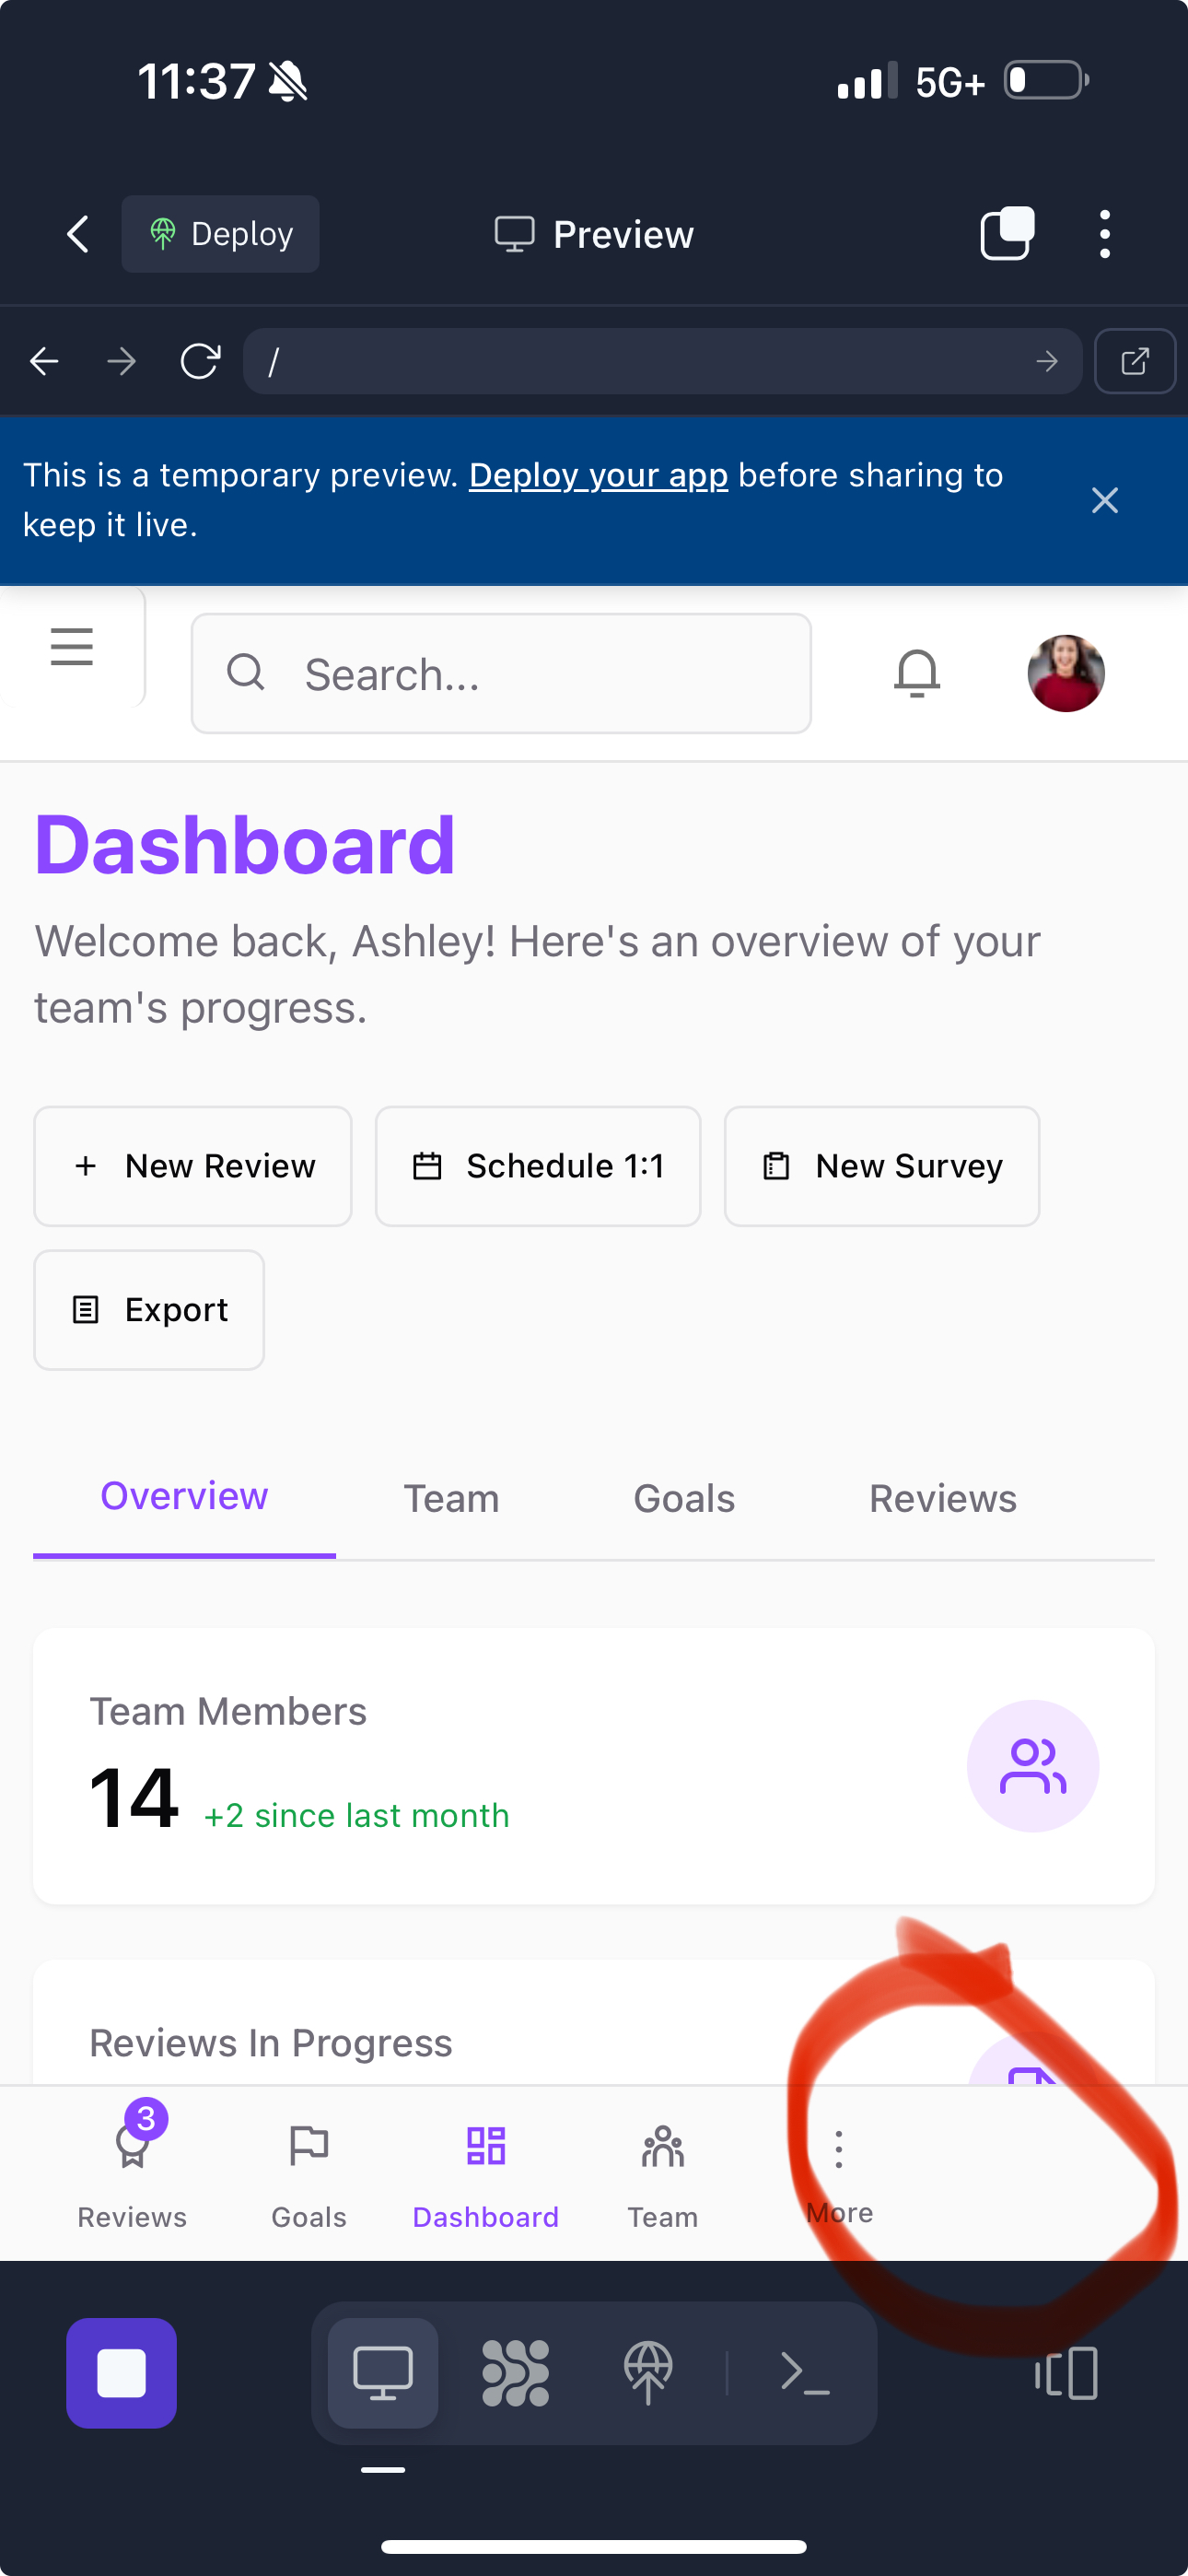 11:37 5G+
Deploy Preview
/
This is a temporary preview. Deploy your app before sharing to
keep it live.
Search...
Dashboard
Welcome back, Ashley! Here's an overview of your
team's progress.
+ New Review Schedule 1:1 New Survey
Export
Overview Team Goals Reviews
Team Members
14 +2 since last month
Reviews In Progress
3
Reviews Goals Dashboard Team More